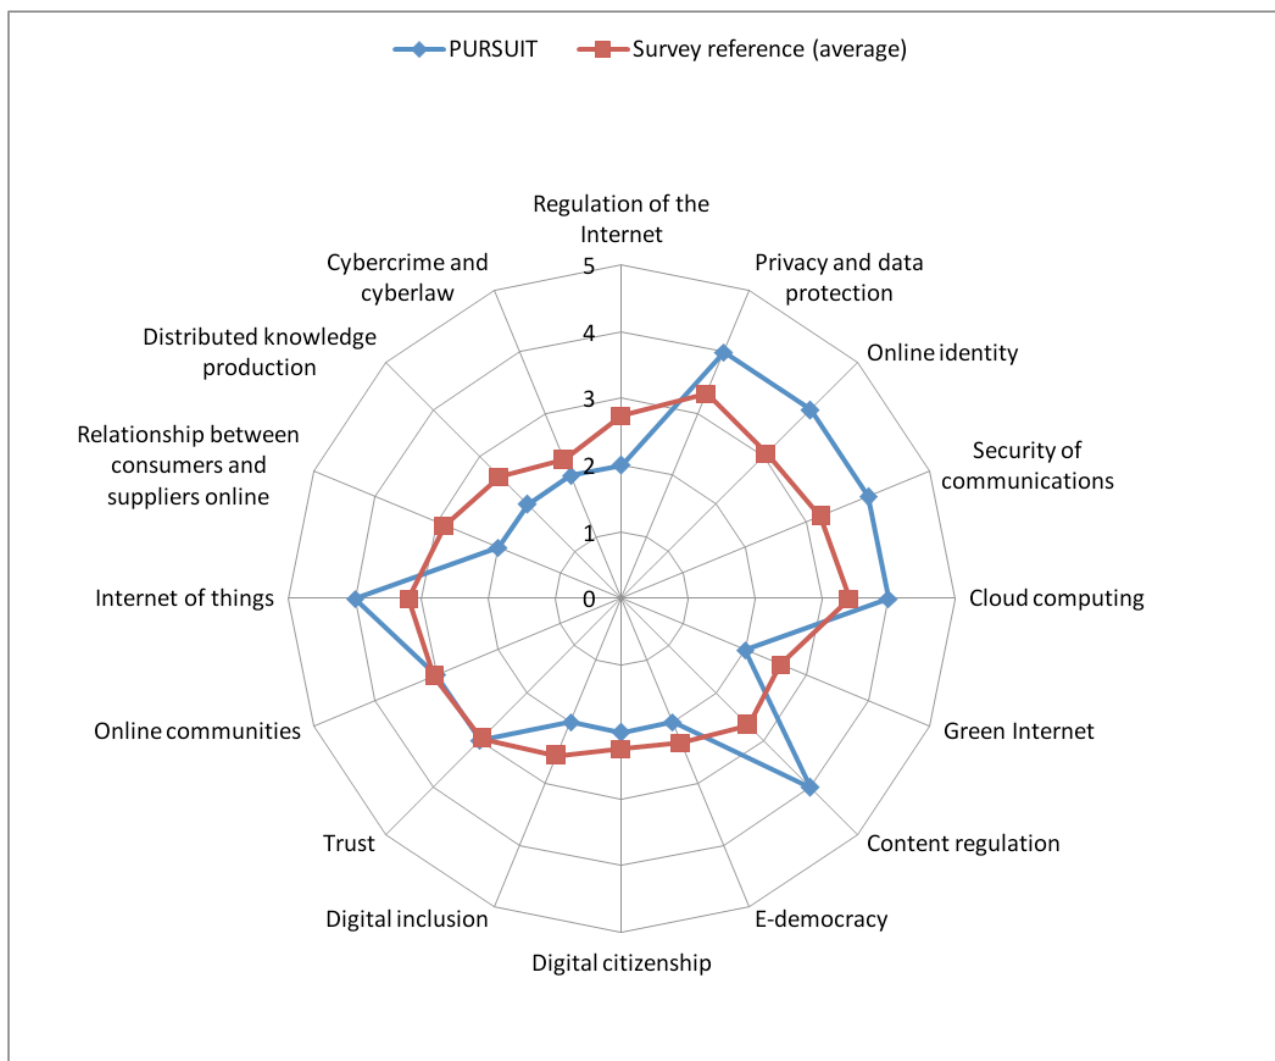 PURSUIT
Survey reference (average)
Regulation of the
Internet
Privacy and data
protection
Online identity
Security of
communications
Cloud computing
Green Internet
Content regulation
E-democracy
Digital citizenship
Digital inclusion
Trust
Online communities
Internet of things
Relationship between
consumers and
suppliers online
Distributed knowledge
production
Cybercrime and
cyberlaw
5
4
3
2
1
0